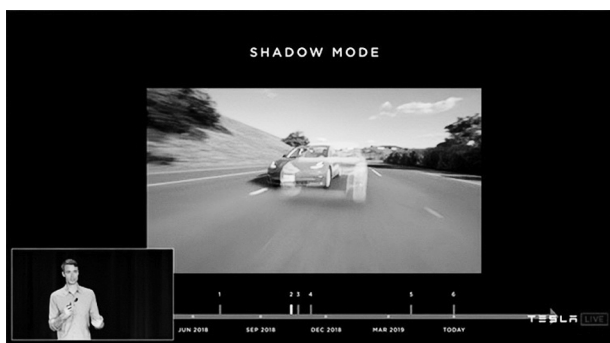 SHADOW MODE
1 2 3 4 5 6
JUN 2018 SEP 2018 DEC 2018 MAR 2019 TODAY
TESLA LIVE